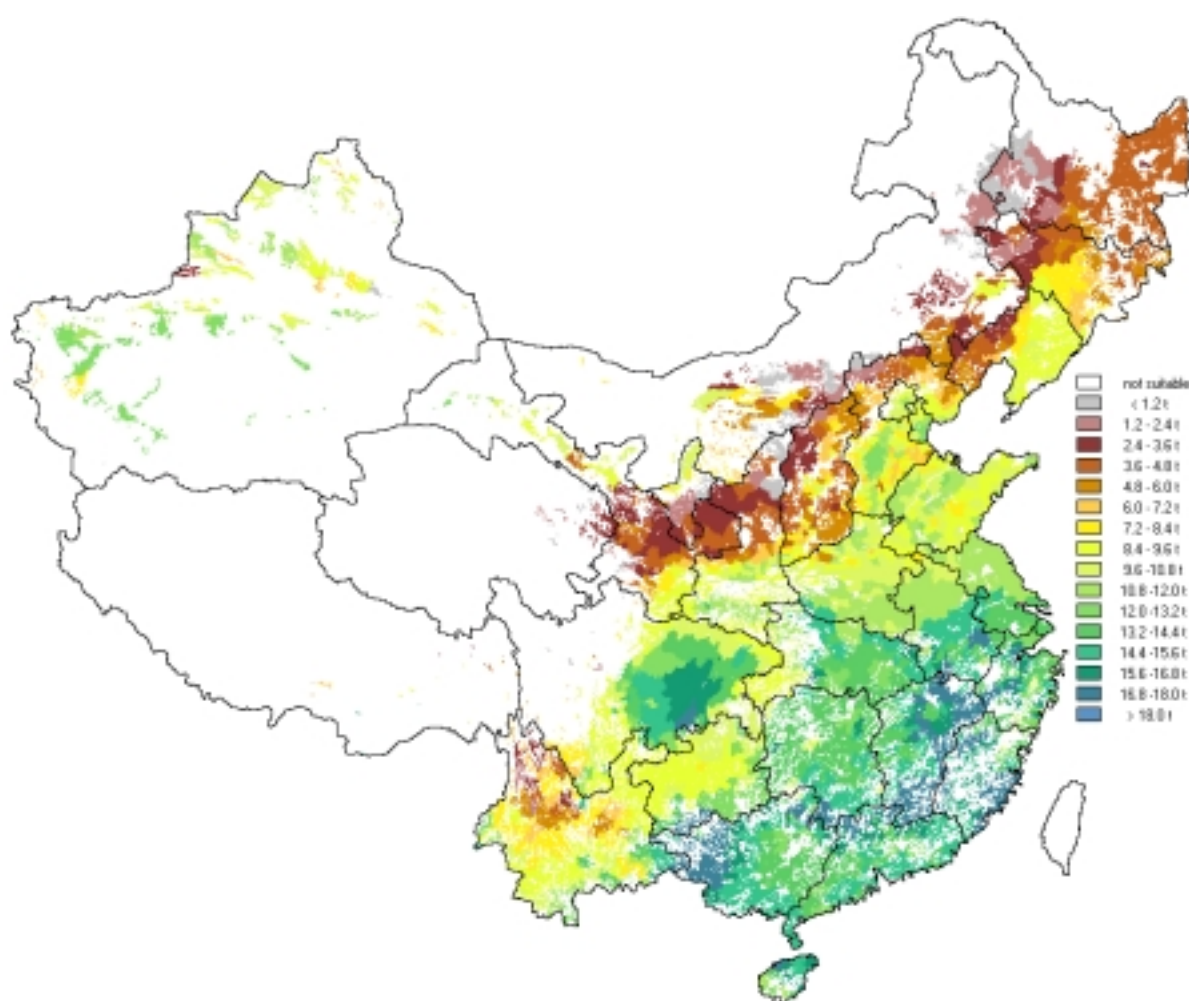 not suitable
< 1.2 t
1.2 - 2.4 t
2.4 - 3.6 t
3.6 - 4.8 t
4.8 - 6.0 t
6.0 - 7.2 t
7.2 - 8.4 t
8.4 - 9.6 t
9.6 -10.8 t
10.8 -12.0 t
12.0 -13.2 t
13.2 -14.4 t
14.4 -15.6 t
15.6 -16.8 t
16.8 -18.0 t
> 18.0 t